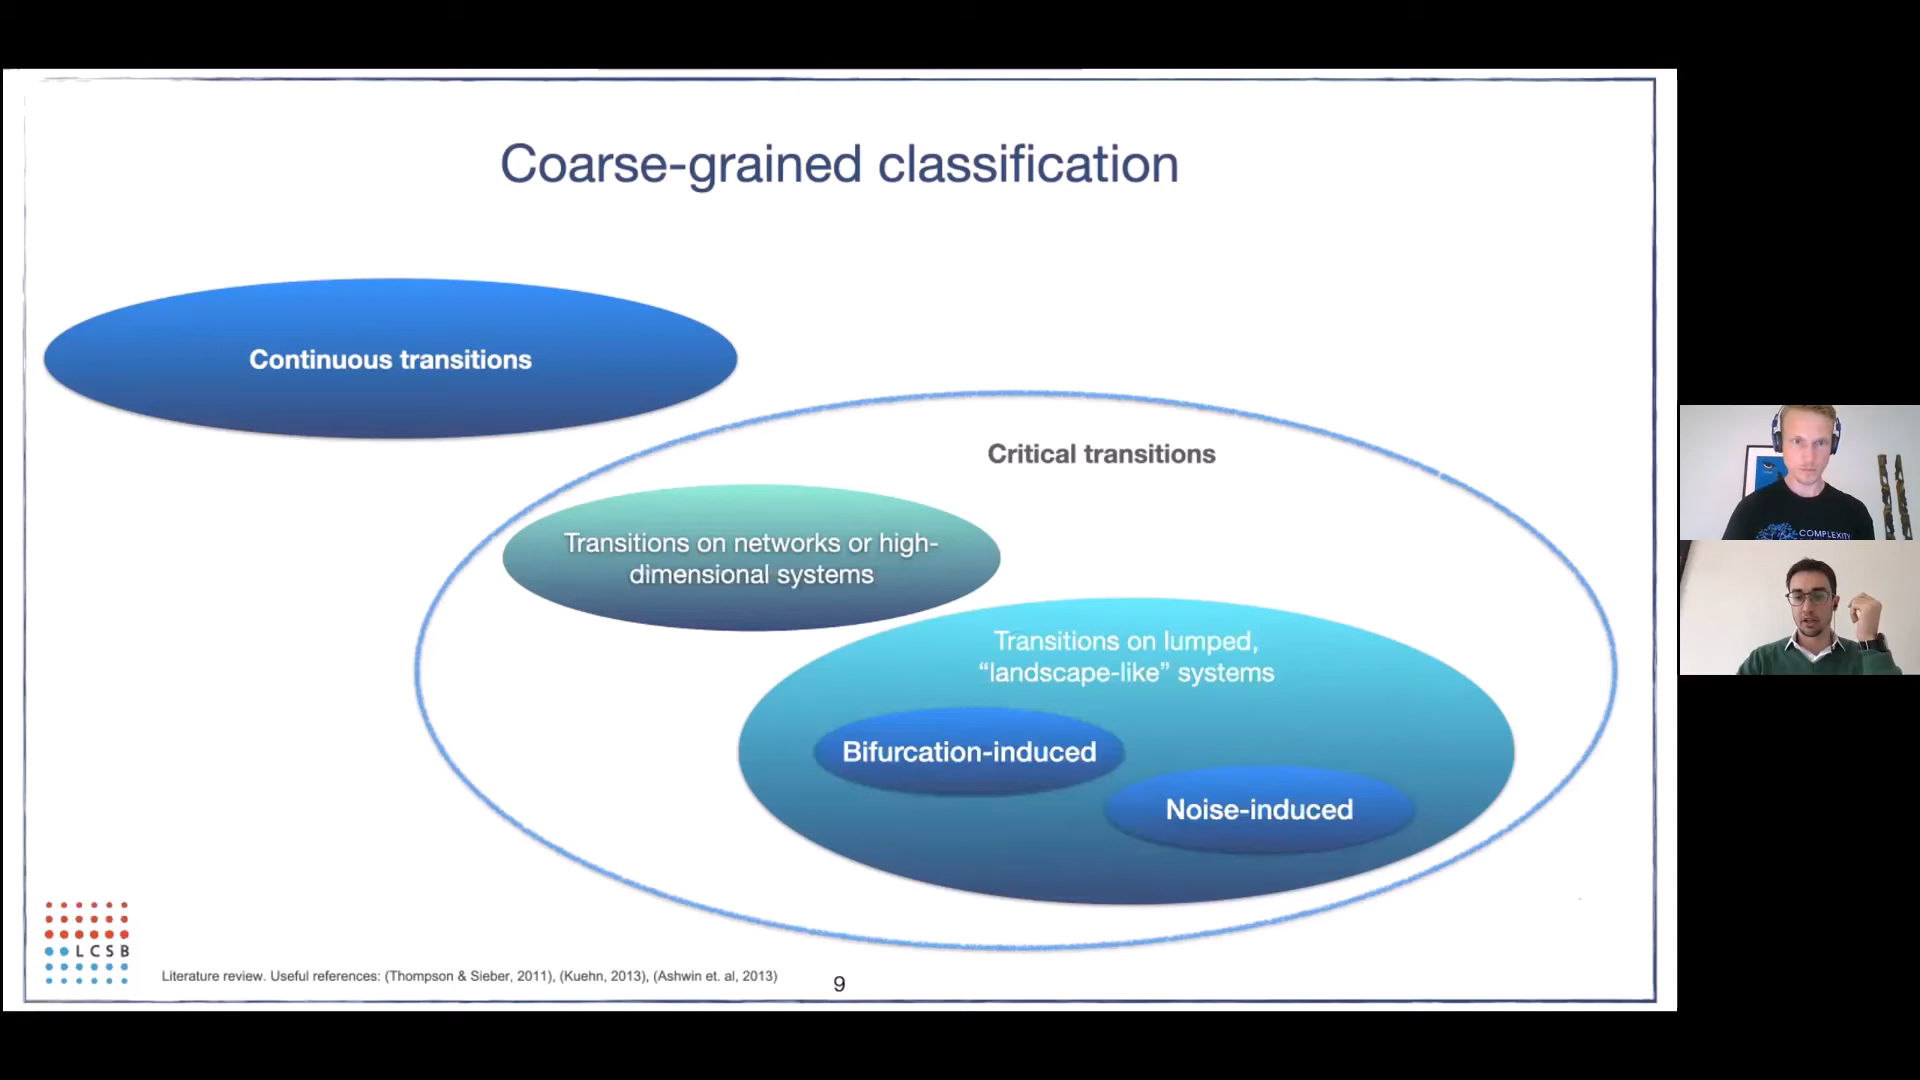 Coarse-grained classification
Continuous transitions
Critical transitions
Transitions on networks or high-
dimensional systems
Transitions on lumped,
“landscape-like” systems
Bifurcation-induced
Noise-induced
LCSB
Literature review. Useful references: (Thompson & Sieber, 2011), (Kuehn, 2013), (Ashwin et. al, 2013)
9
COMPLEXITY